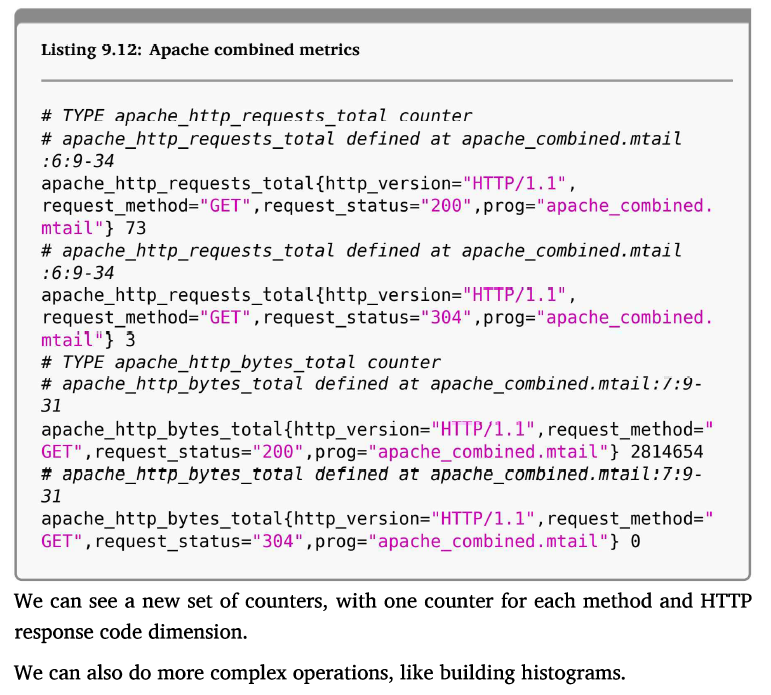 Listing 9.12: Apache combined metrics
# TYPE apache_http_requests_total counter
# apache_http_requests_total defined at apache_combined.mtail
:6:9-34
apache_http_requests_total{http_version="HTTP/1.1",
request_method="GET",request_status="200",prog="apache_combined.
mtail"} 73
# apache_http_requests_total defined at apache_combined.mtail
:6:9-34
apache_http_requests_total{http_version="HTTP/1.1",
request_method="GET",request_status="304",prog="apache_combined.
mtail"} 3
# TYPE apache_http_bytes_total counter
# apache_http_bytes_total defined at apache_combined.mtail:7:9-
31
apache_http_bytes_total{http_version="HTTP/1.1",request_method="
GET",request_status="200",prog="apache_combined.mtail"} 2814654
# apache_http_bytes_total defined at apache_combined.mtail:7:9-
31
apache_http_bytes_total{http_version="HTTP/1.1",request_method="
GET",request_status="304",prog="apache_combined.mtail"} 0
We can see a new set of counters, with one counter for each method and HTTP
response code dimension.
We can also do more complex operations, like building histograms.